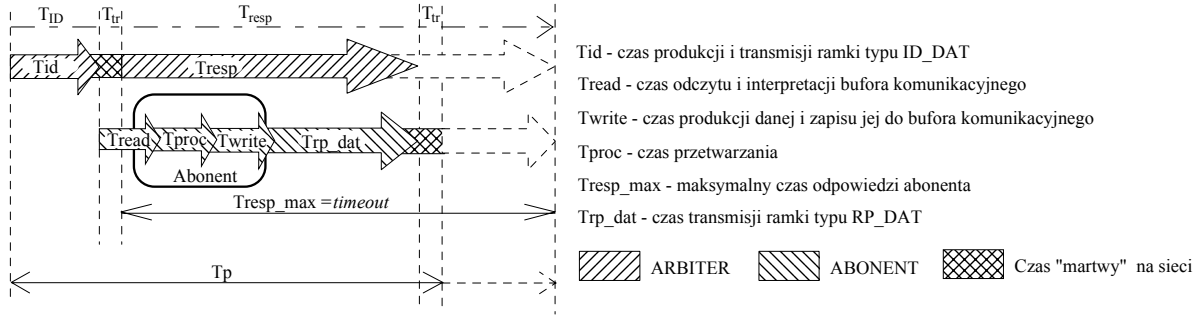 T_ID T_tr T_resp T_tr
Tid Tresp
Tread Tproc Twrite Trp_dat
Abonent
Tresp_max =timeout
Tp
Tid - czas produkcji i transmisji ramki typu ID_DAT
Tread - czas odczytu i interpretacji bufora komunikacyjnego
Twrite - czas produkcji danej i zapisu jej do bufora komunikacyjnego
Tproc - czas przetwarzania
Tresp_max - maksymalny czas odpowiedzi abonenta
Trp_dat - czas transmisji ramki typu RP_DAT
ARBITER ABONENT Czas "martwy" na sieci